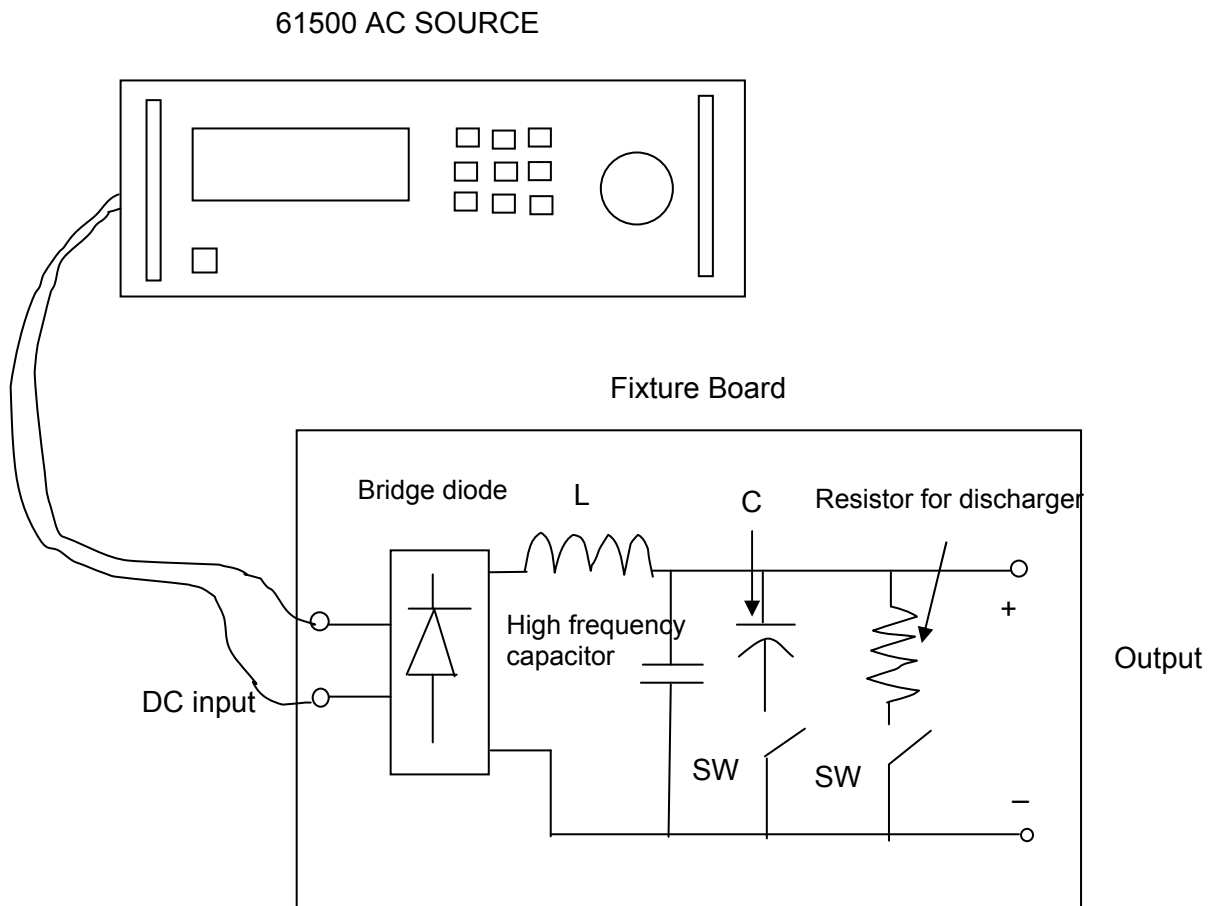 61500 AC SOURCE
Fixture Board
Bridge diode
L
C
Resistor for discharger
High frequency
capacitor
+
Output
DC input
SW
SW
–